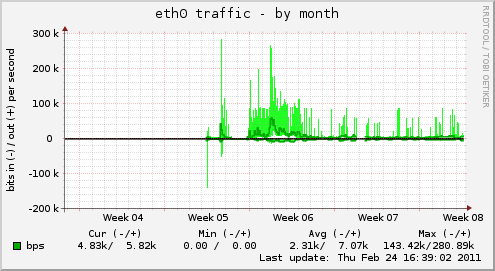 eth0 traffic - by month
RRDTOOL / TOBI OETIKER
bits in (-) / out (+) per second
300 k
200 k
100 k
0
-100 k
-200 k
Week 04 Week 05 Week 06 Week 07 Week 08
Cur (-/+) Min (-/+) Avg (-/+) Max (-/+)
bps 4.83k/ 5.82k 0.00 / 0.00 2.31k/ 7.07k 143.42k/280.89k
Last update: Thu Feb 24 16:39:02 2011